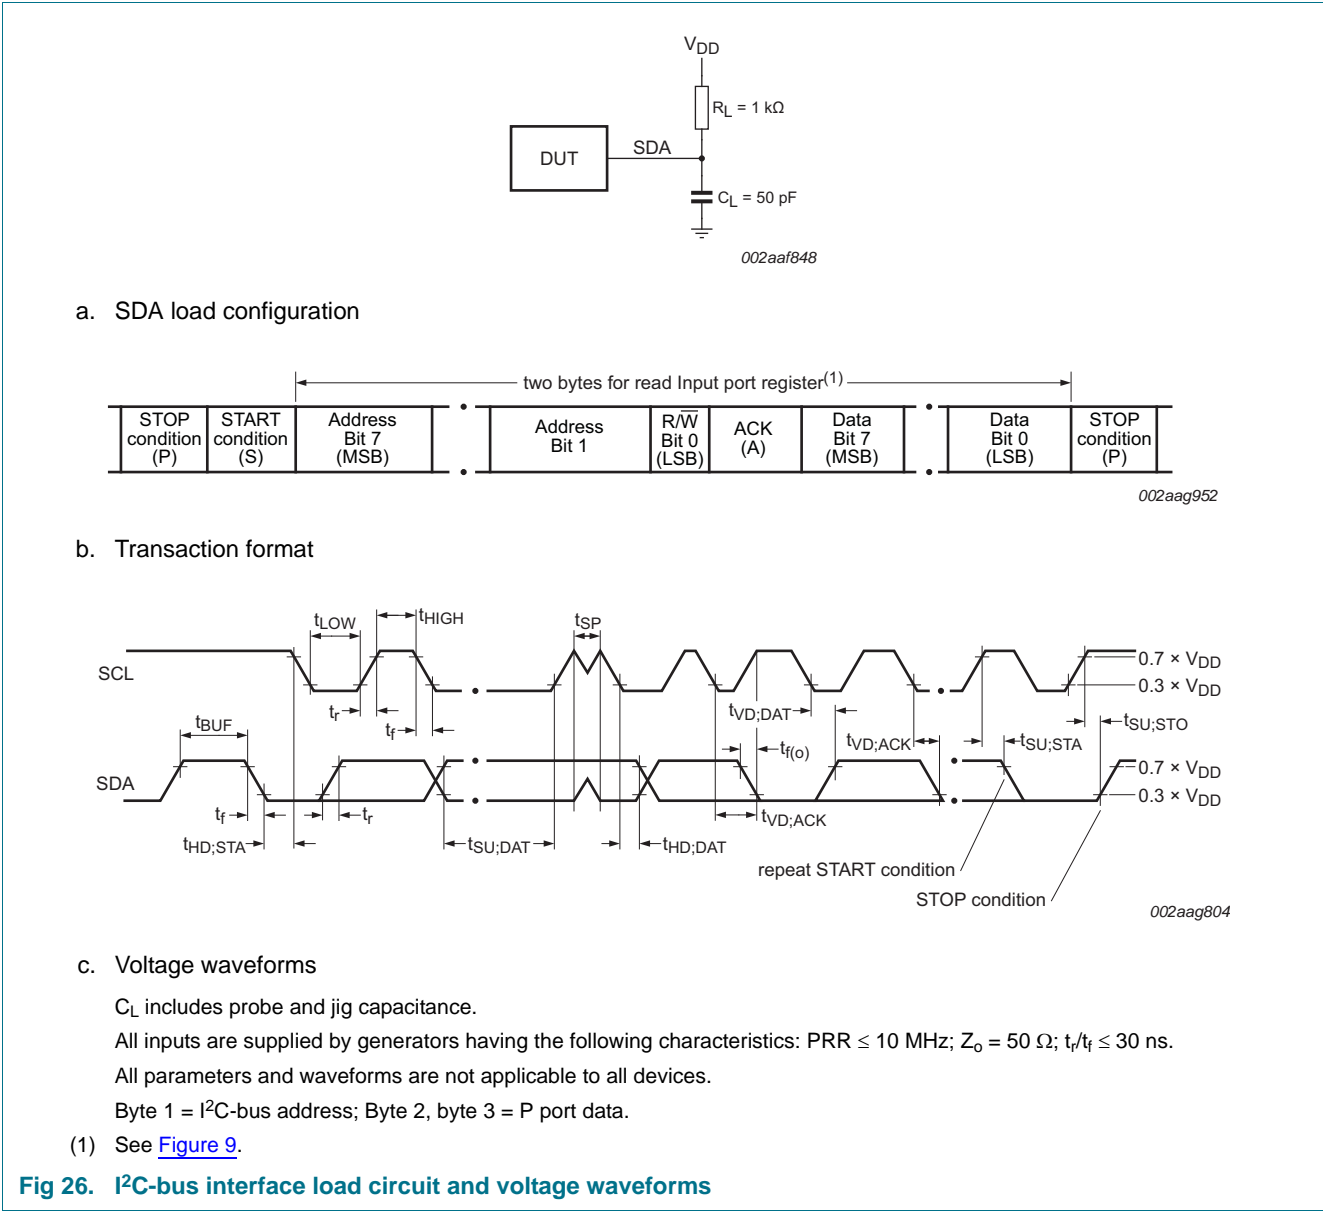 VDD
RL = 1 kΩ
DUT
SDA
CL = 50 pF
002aaf848
a. SDA load configuration
two bytes for read Input port register(1)
STOP condition (P)
START condition (S)
Address Bit 7 (MSB)
Address Bit 1
R/W̅ Bit 0 (LSB)
ACK (A)
Data Bit 7 (MSB)
Data Bit 0 (LSB)
STOP condition (P)
002aag952
b. Transaction format
tLOW
tHIGH
tSP
SCL
0.7 × VDD
0.3 × VDD
tr
tf
tBUF
tVD;DAT
tf(o)
tVD;ACK
tSU;STA
tSU;STO
SDA
0.7 × VDD
0.3 × VDD
tf
tr
tVD;ACK
tHD;STA
tSU;DAT
tHD;DAT
repeat START condition
STOP condition
002aag804
c. Voltage waveforms
CL includes probe and jig capacitance.
All inputs are supplied by generators having the following characteristics: PRR ≤ 10 MHz; Zo = 50 Ω; tr/tf ≤ 30 ns.
All parameters and waveforms are not applicable to all devices.
Byte 1 = I2C-bus address; Byte 2, byte 3 = P port data.
(1) See Figure 9.
Fig 26. I2C-bus interface load circuit and voltage waveforms